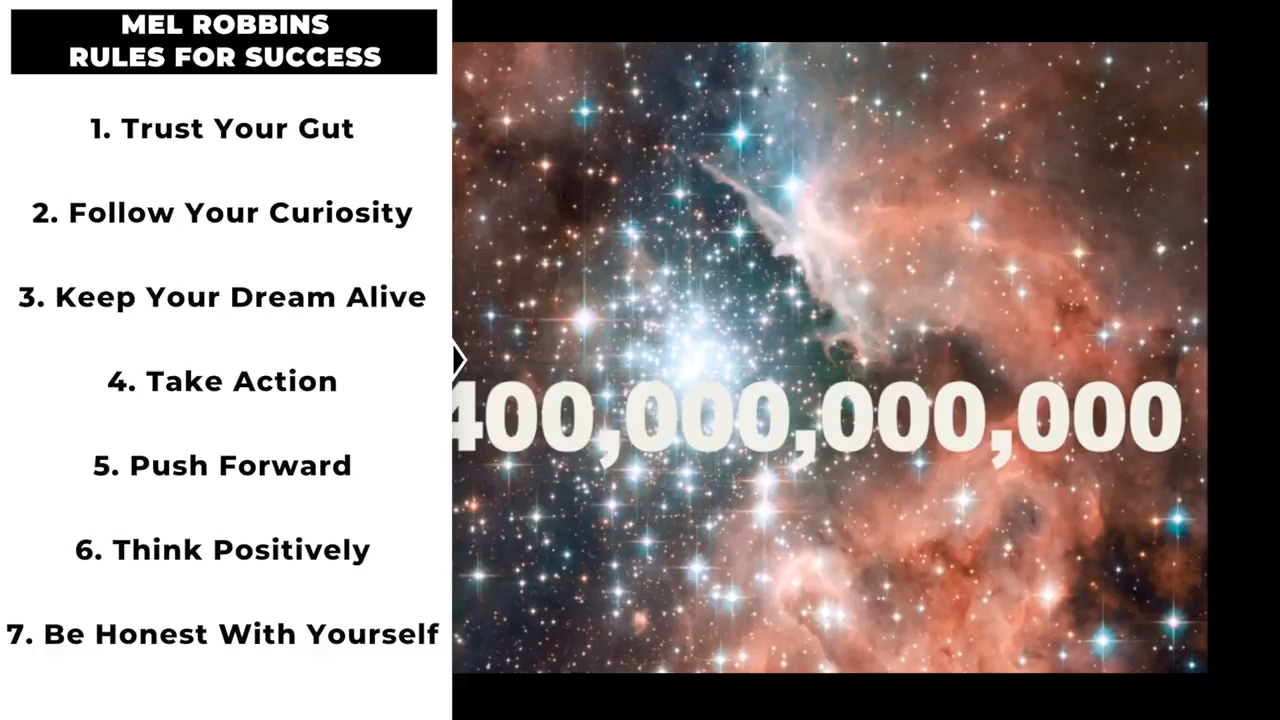 MEL ROBBINS
RULES FOR SUCCESS
1. Trust Your Gut
2. Follow Your Curiosity
3. Keep Your Dream Alive
4. Take Action
5. Push Forward
6. Think Positively
7. Be Honest With Yourself
400,000,000,000